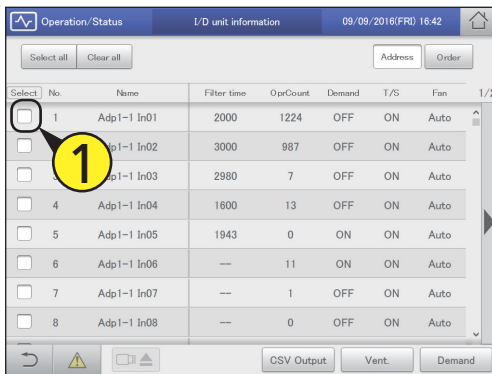 Operation/Status I/D unit information 09/09/2016(FRI) 16:42
Select all Clear all Address Order
Select No. Name Filter time OprCount Demand T/S Fan 1/2
1 Adp1-1 In01 2000 1224 OFF ON Auto
p1-1 In02 3000 987 OFF ON Auto
p1-1 In03 2980 7 OFF ON Auto
1
4 Adp1-1 In04 1600 13 OFF ON Auto
5 Adp1-1 In05 1943 0 ON ON Auto
6 Adp1-1 In06 -- 11 ON ON Auto
7 Adp1-1 In07 -- 1 OFF ON Auto
8 Adp1-1 In08 -- 0 OFF ON Auto
CSV Output Vent. Demand